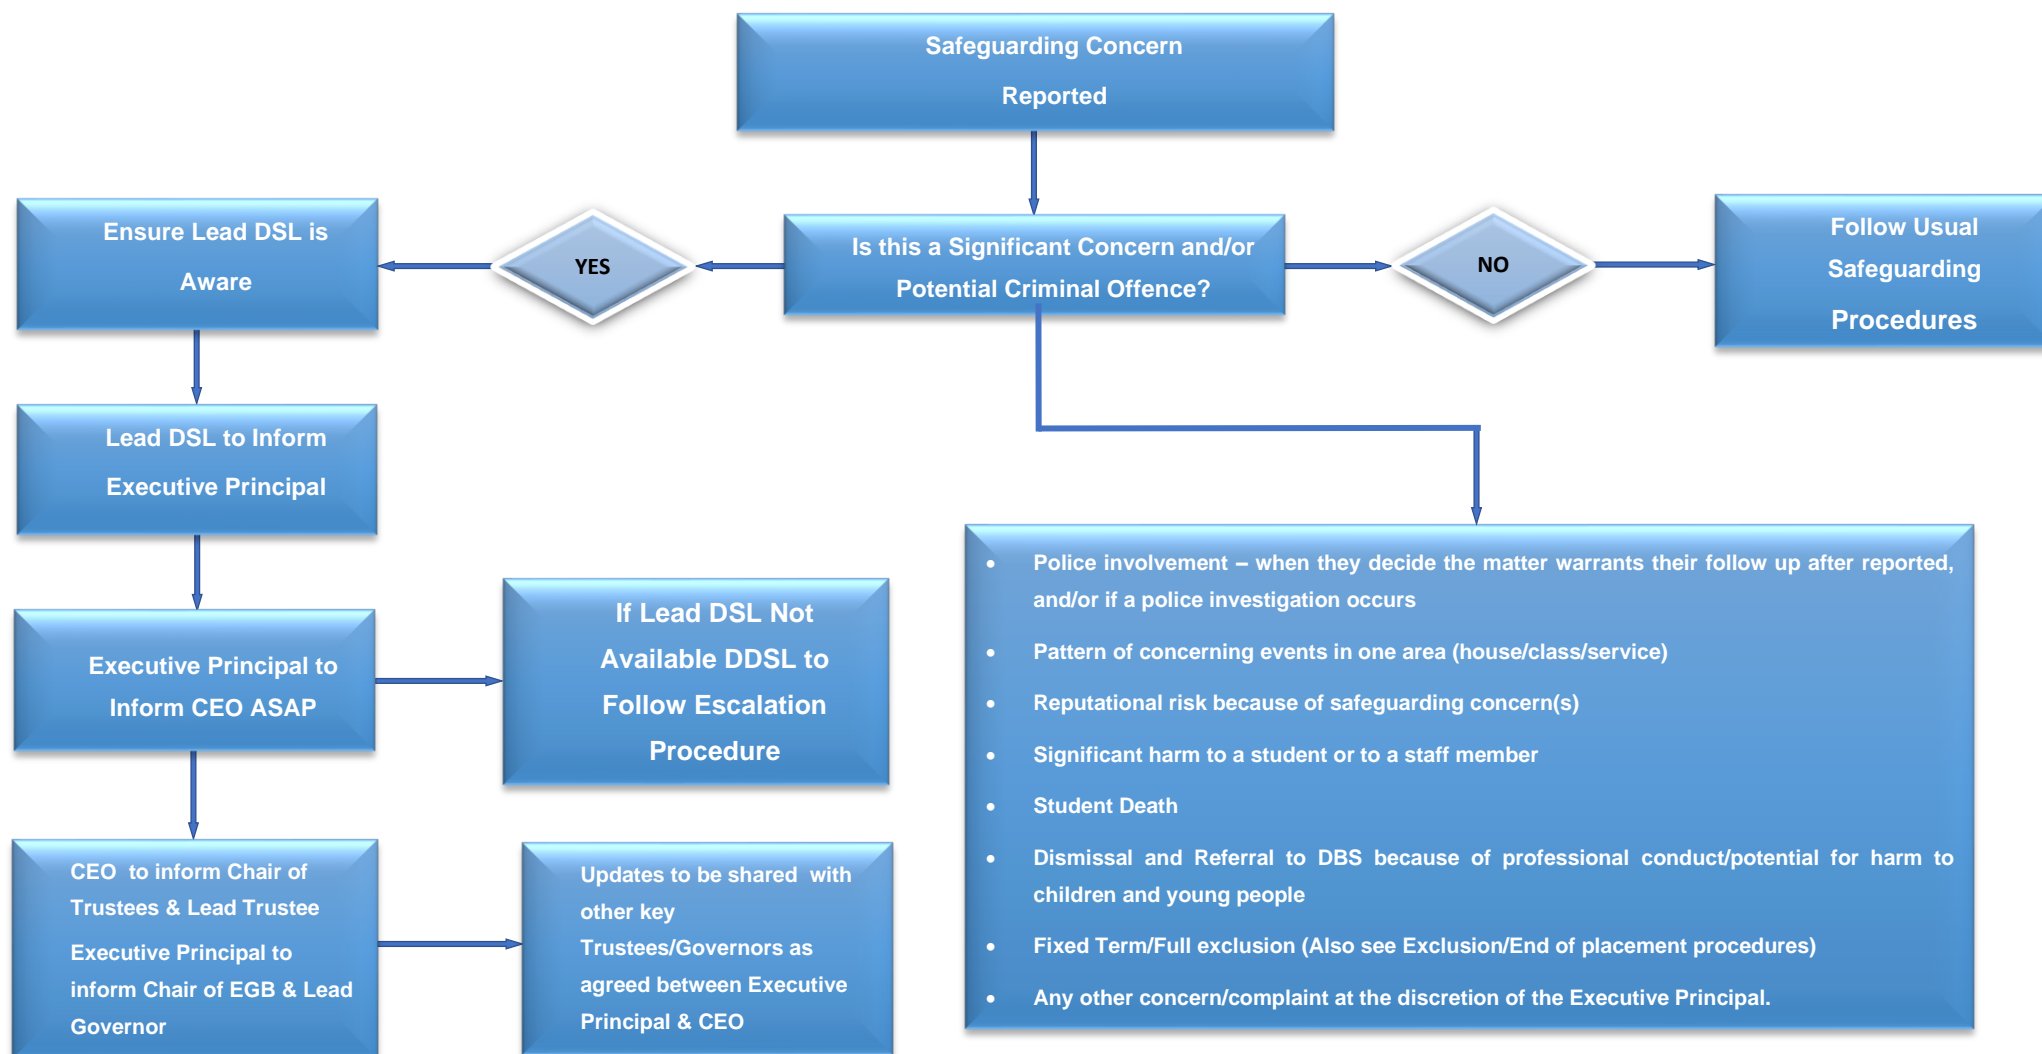 Safeguarding Concern
Reported
Ensure Lead DSL is
Aware
YES
Is this a Significant Concern and/or
Potential Criminal Offence?
NO
Follow Usual
Safeguarding
Procedures
Lead DSL to Inform
Executive Principal
Executive Principal to
Inform CEO ASAP
If Lead DSL Not
Available DDSL to
Follow Escalation
Procedure
CEO to inform Chair of
Trustees & Lead Trustee
Executive Principal to
inform Chair of EGB & Lead
Governor
Updates to be shared with
other key
Trustees/Governors as
agreed between Executive
Principal & CEO
• Police involvement – when they decide the matter warrants their follow up after reported,
and/or if a police investigation occurs
• Pattern of concerning events in one area (house/class/service)
• Reputational risk because of safeguarding concern(s)
• Significant harm to a student or to a staff member
• Student Death
• Dismissal and Referral to DBS because of professional conduct/potential for harm to
children and young people
• Fixed Term/Full exclusion (Also see Exclusion/End of placement procedures)
• Any other concern/complaint at the discretion of the Executive Principal.